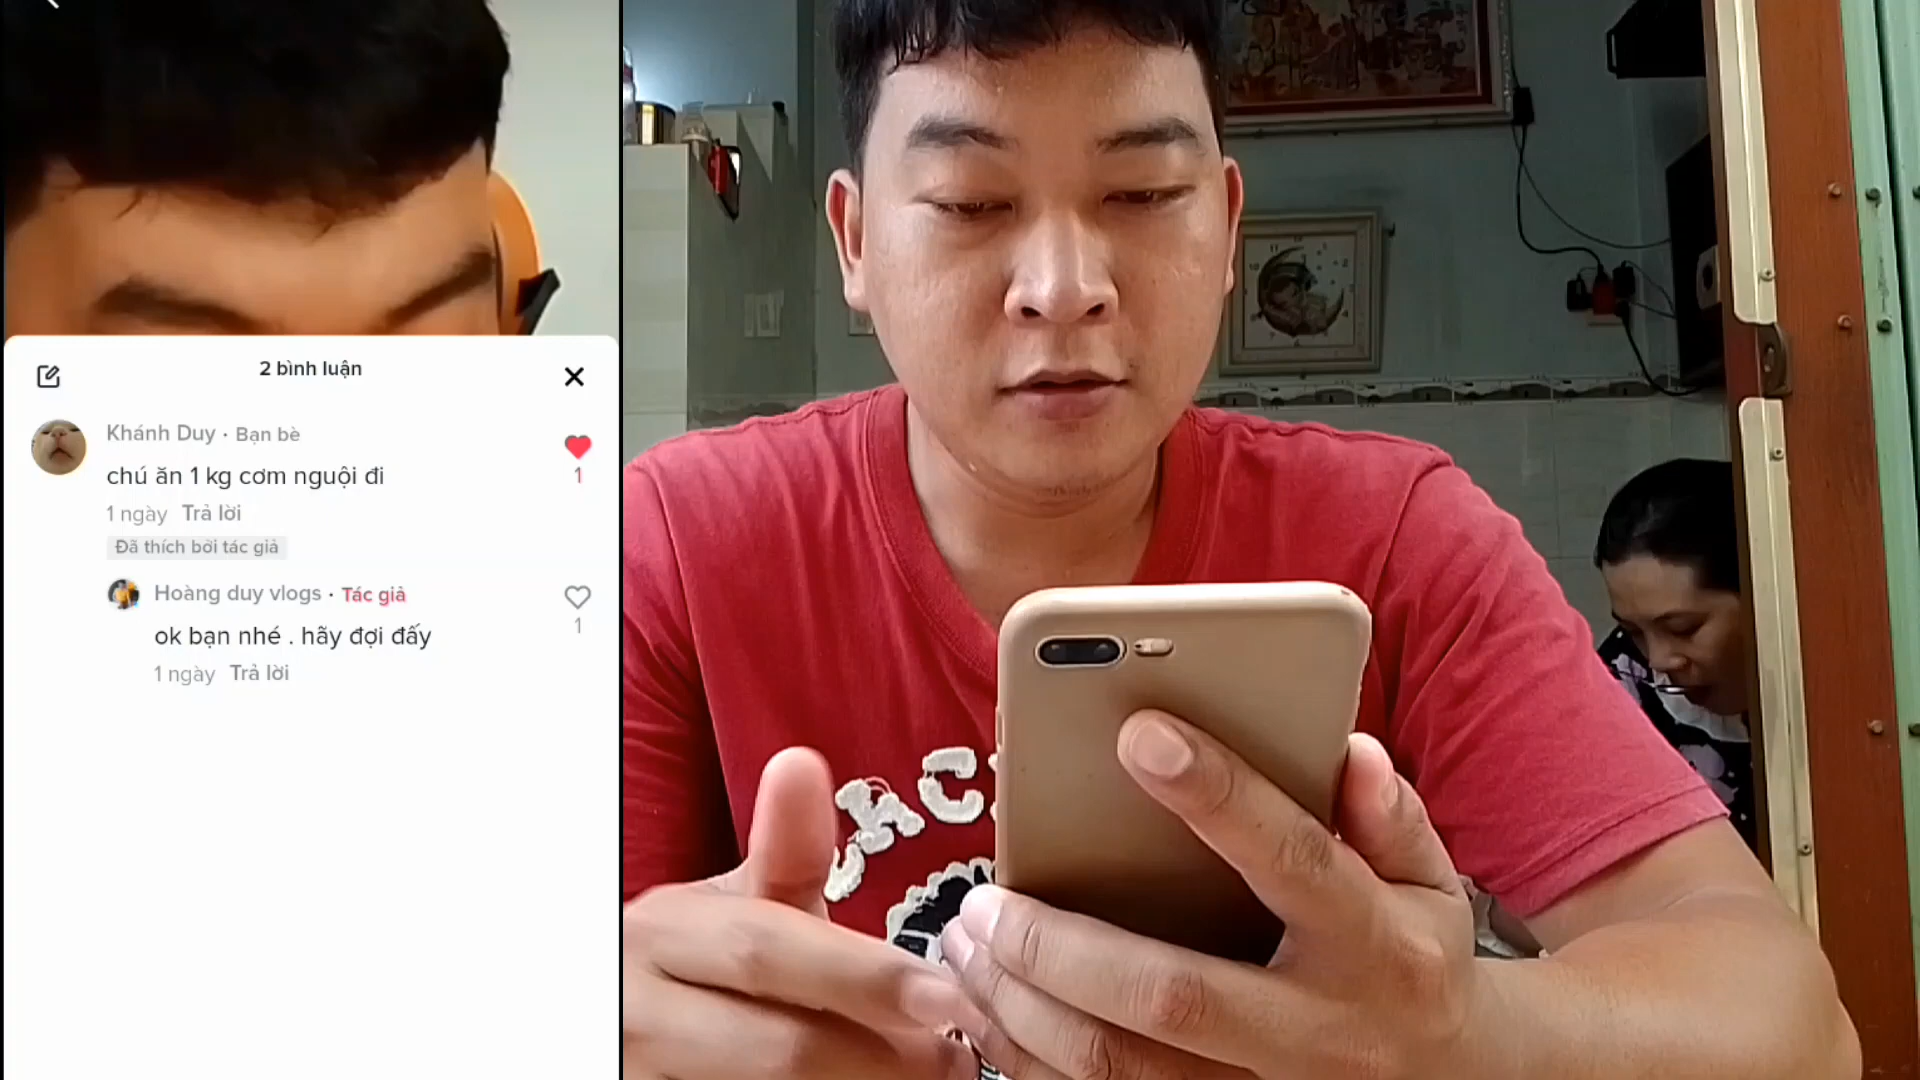 2 bình luận
Khánh Duy · Bạn bè
chú ăn 1 kg cơm nguội đi
1
1 ngày Trả lời
Đã thích bởi tác giả
Hoàng duy vlogs · Tác giả
ok bạn nhé . hãy đợi đấy
1
1 ngày Trả lời